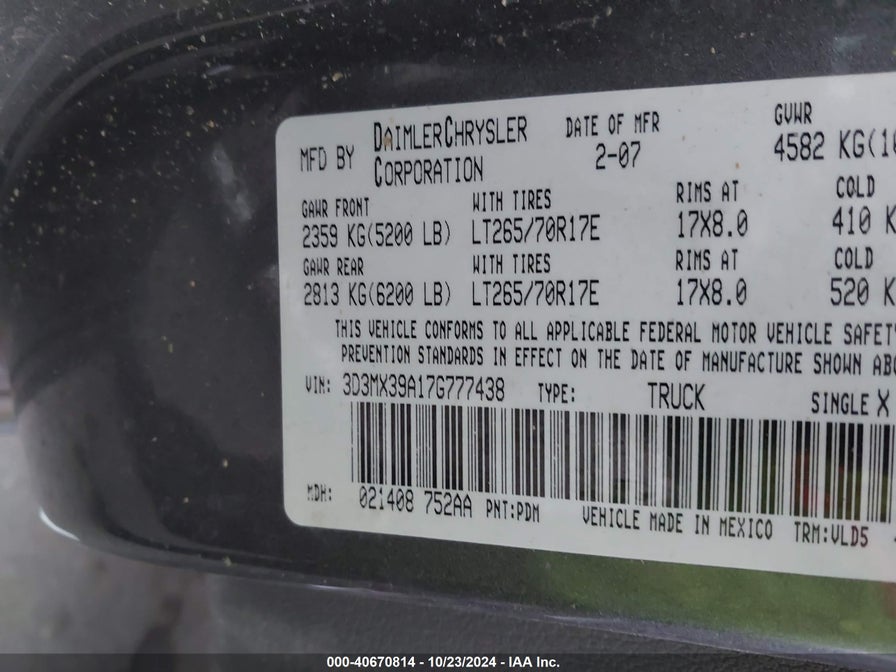 MFD BY DAIMLERCHRYSLER CORPORATION DATE OF MFR 2-07 GVWR 4582 KG(
GAWR FRONT WITH TIRES RIMS AT COLD
2359 KG(5200 LB) LT265/70R17E 17X8.0 410 K
GAWR REAR WITH TIRES RIMS AT COLD
2813 KG(6200 LB) LT265/70R17E 17X8.0 520 K
THIS VEHICLE CONFORMS TO ALL APPLICABLE FEDERAL MOTOR VEHICLE SAFET
PREVENTION STANDARDS IN EFFECT ON THE DATE OF MANUFACTURE SHOWN ABO
VIN: 3D3MX39A17G777438 TYPE: TRUCK SINGLE X
MDH: 021408 752AA PNT:PDM VEHICLE MADE IN MEXICO TRM:VLD5
000-40670814 - 10/23/2024 - IAA Inc.